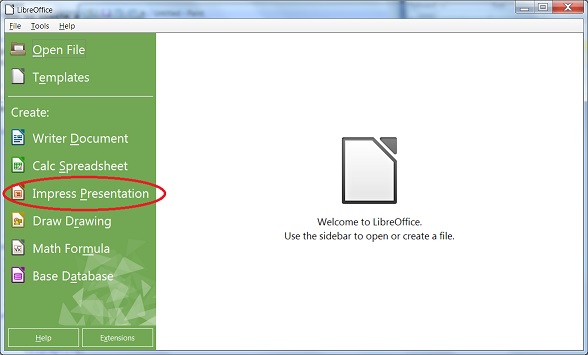 LibreOffice
File Tools Help
Open File
Templates
Create:
Writer Document
Calc Spreadsheet
Impress Presentation
Draw Drawing
Math Formula
Base Database
Help Extensions
Welcome to LibreOffice.
Use the sidebar to open or create a file.